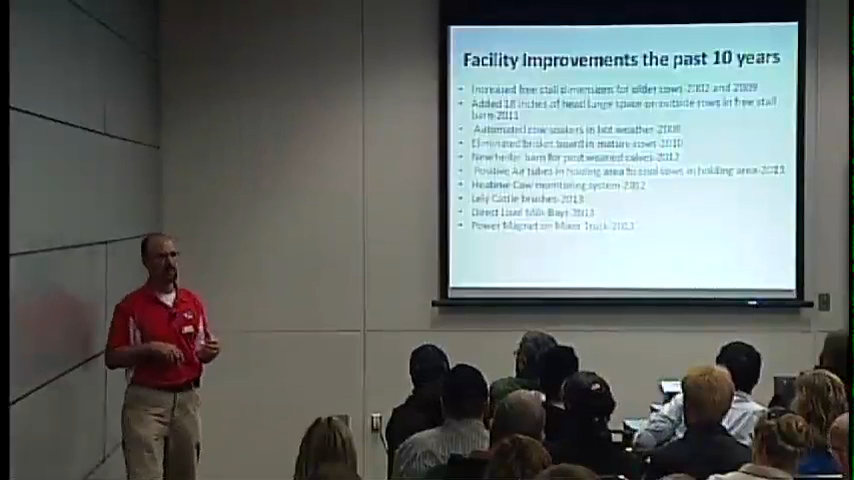 Facility Improvements the past 10 years
• Increased free stall dimensions for older cows-2002 and 2009
• Added 18 inches of head lunge space on outside rows in free stall
barn-2011
• Automated cow soakers in hot weather-2008
• Eliminated brisket board in mature cows-2010
• New heifer barn for post weaned calves-2012
• Positive Air tubes in holding area to cool cows in holding area-2011
• Heatime Cow monitoring system-2012
• Lely Cattle brushes-2013
• Direct Load Milk Bays-2013
• Power Magnet on Mixer Truck-2013